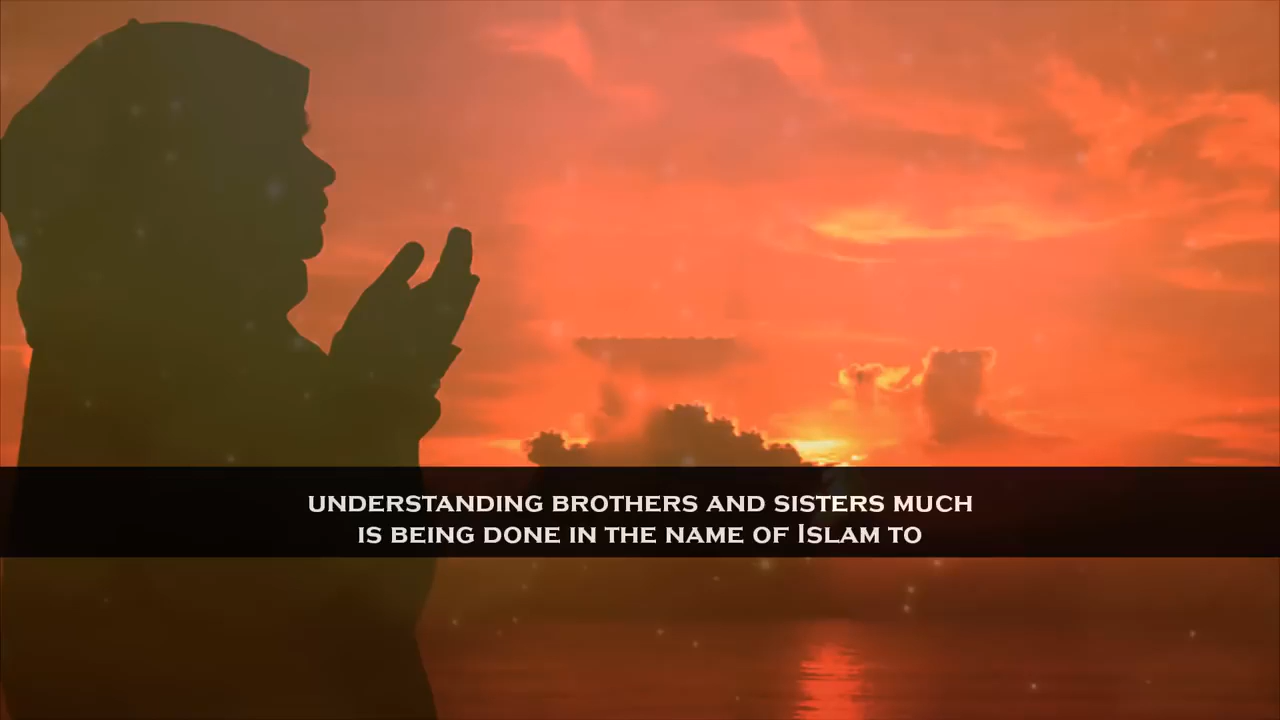 UNDERSTANDING BROTHERS AND SISTERS MUCH
IS BEING DONE IN THE NAME OF ISLAM TO